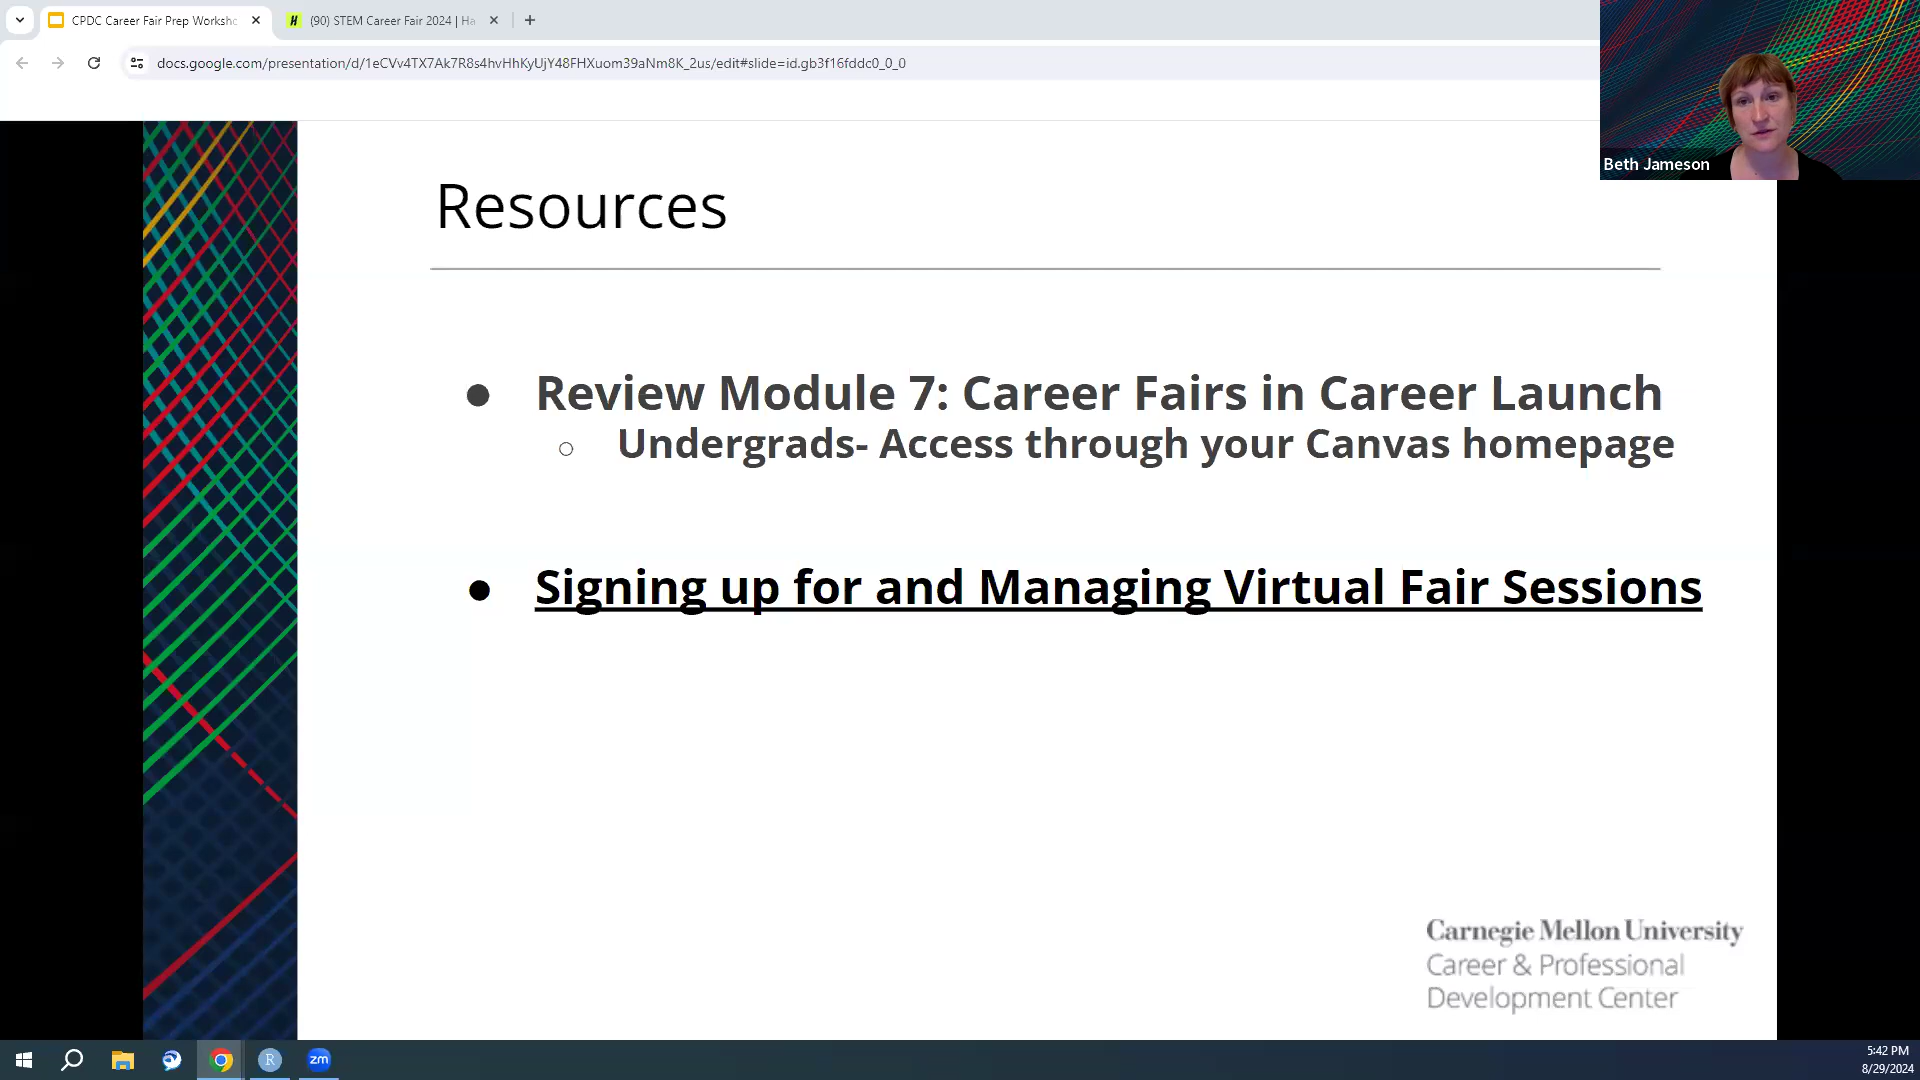 CPDC Career Fair Prep Worksho
(90) STEM Career Fair 2024 | Ha
docs.google.com/presentation/d/1eCVv4TX7Ak7R8s4hvHhKyUjY48FHXuom39aNm8K_2us/edit#slide=id.gb3f16fddc0_0_0
Beth Jameson
Resources
● Review Module 7: Career Fairs in Career Launch
○ Undergrads- Access through your Canvas homepage
● Signing up for and Managing Virtual Fair Sessions
Carnegie Mellon University
Career & Professional
Development Center
R
zm
5:42 PM
8/29/2024